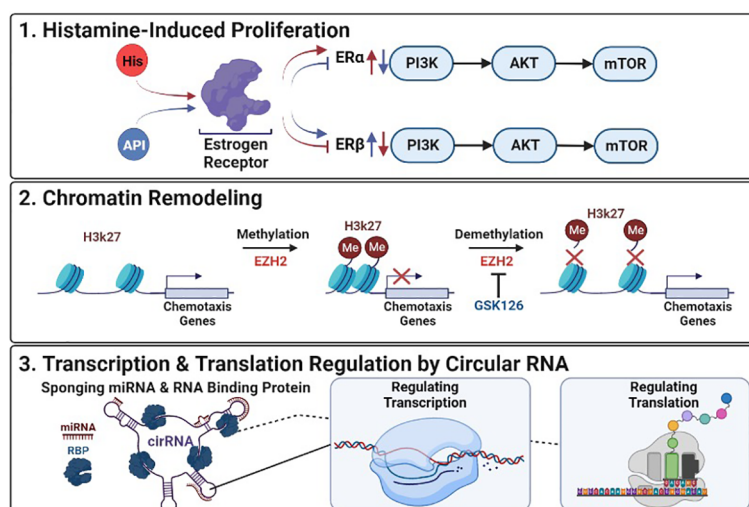 1. Histamine-Induced Proliferation
His
API
Estrogen
Receptor
ERα
PI3K
AKT
mTOR
ERβ
PI3K
AKT
mTOR
2. Chromatin Remodeling
H3k27
Chemotaxis
Genes
Methylation
EZH2
H3k27
Me Me
Chemotaxis
Genes
Demethylation
EZH2
GSK126
H3k27
Me Me
Chemotaxis
Genes
3. Transcription & Translation Regulation by Circular RNA
Sponging miRNA & RNA Binding Protein
miRNA
RBP
cirRNA
Regulating
Transcription
Regulating
Translation